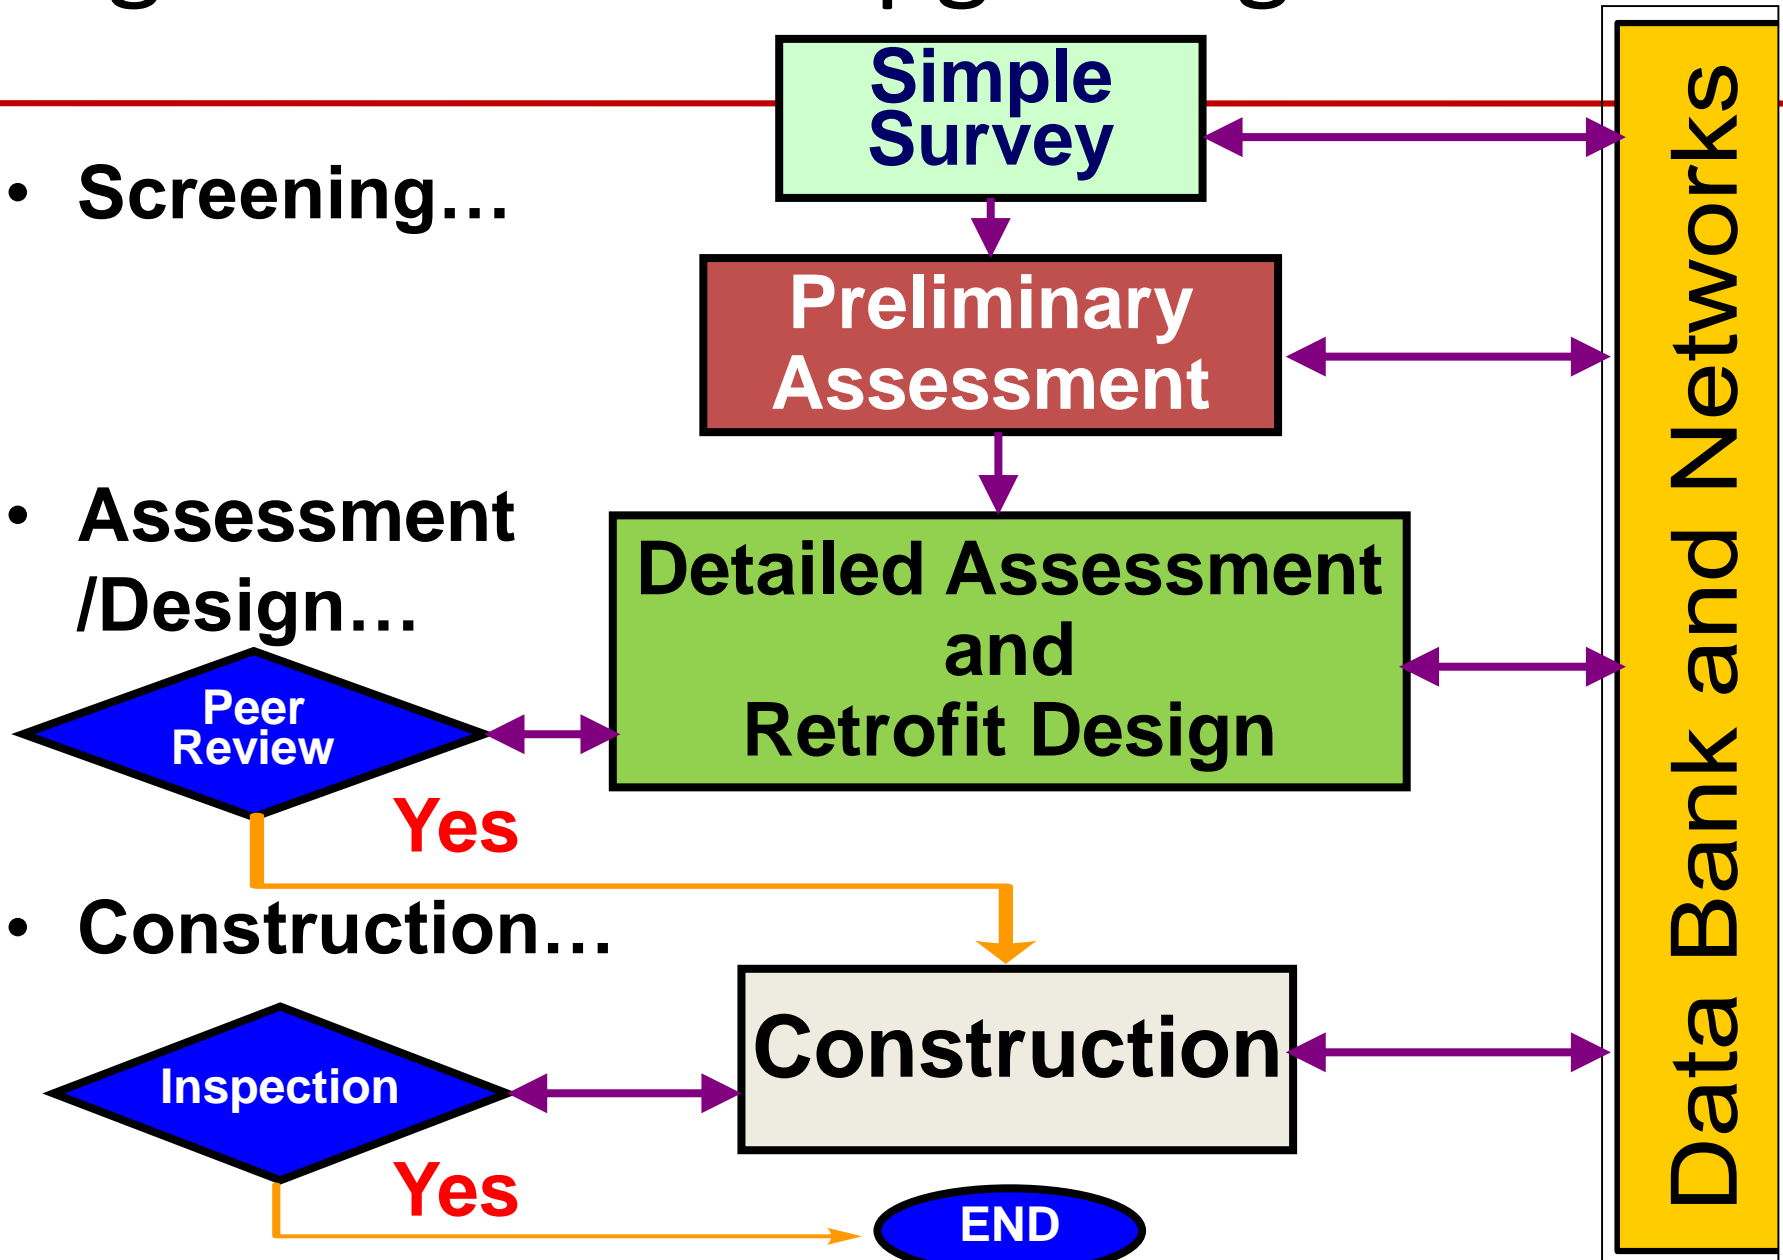 Simple
Survey
• Screening…
Preliminary
Assessment
• Assessment
/Design…
Detailed Assessment
and
Retrofit Design
Peer
Review
Yes
• Construction…
Construction
Inspection
Yes
END
Data Bank and Networks